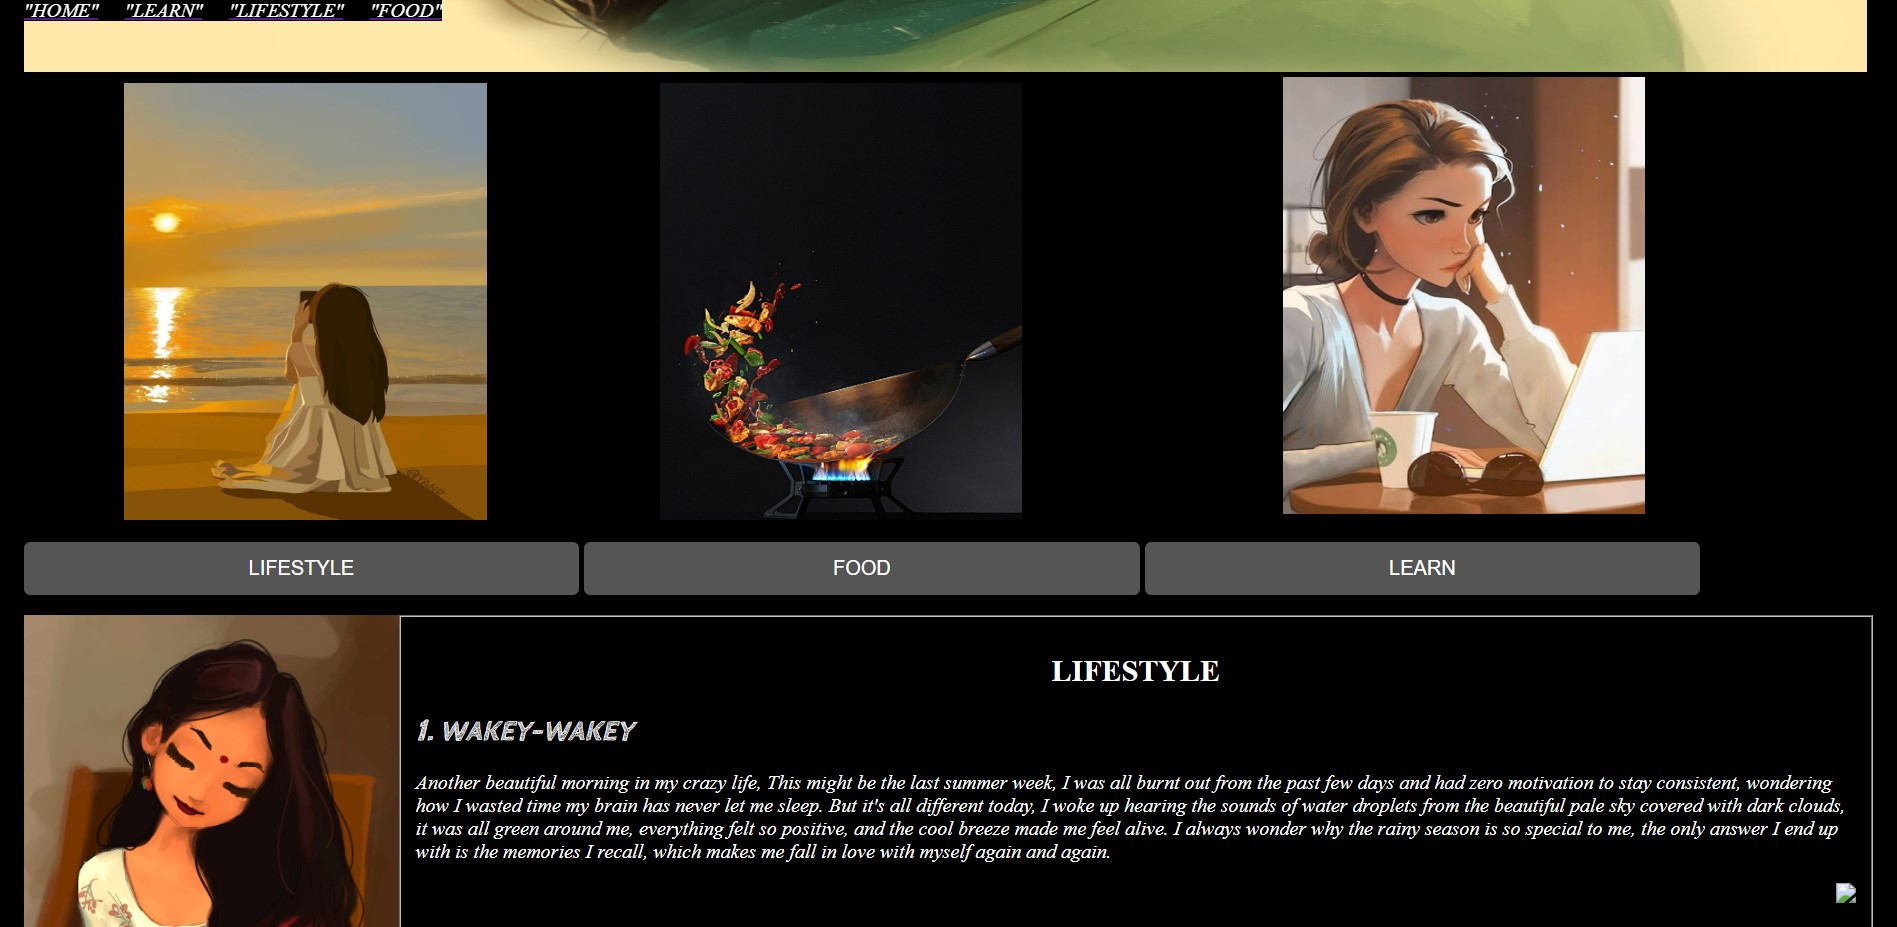 "HOME" "LEARN" "LIFESTYLE" "FOOD"
LIFESTYLE
FOOD
LEARN
LIFESTYLE
1. WAKEY-WAKEY
Another beautiful morning in my crazy life, This might be the last summer week, I was all burnt out from the past few days and had zero motivation to stay consistent, wondering
how I wasted time my brain has never let me sleep. But it's all different today, I woke up hearing the sounds of water droplets from the beautiful pale sky covered with dark clouds,
it was all green around me, everything felt so positive, and the cool breeze made me feel alive. I always wonder why the rainy season is so special to me, the only answer I end up
with is the memories I recall, which makes me fall in love with myself again and again.